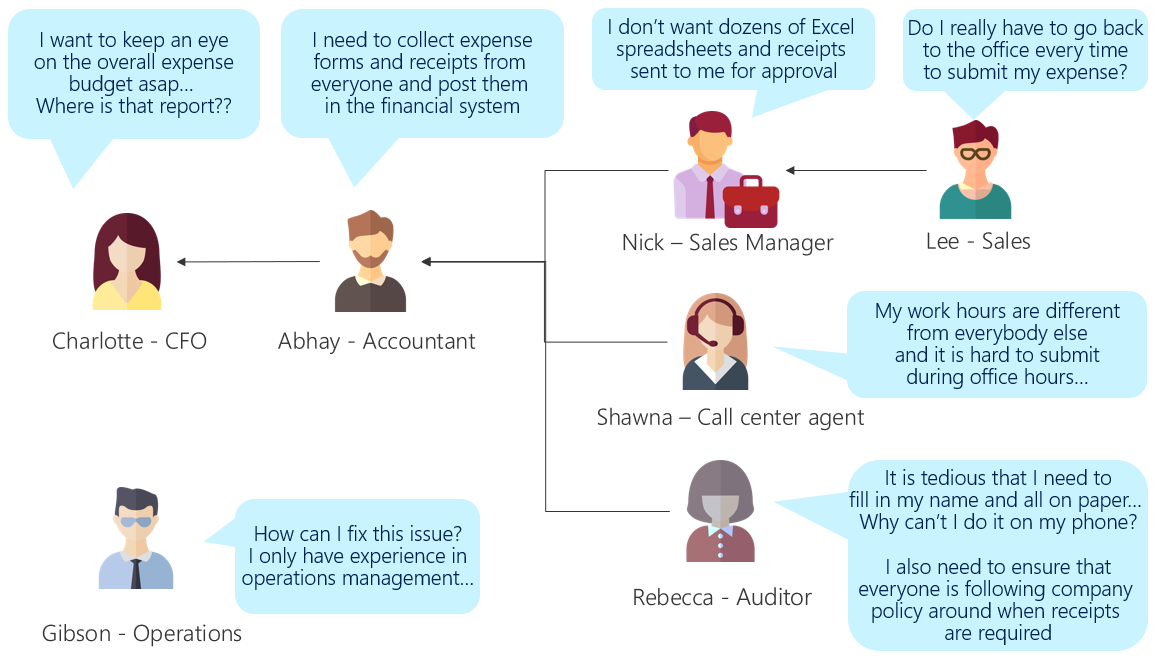 I want to keep an eye
on the overall expense
budget asap...
Where is that report??
I need to collect expense
forms and receipts from
everyone and post them
in the financial system
I don't want dozens of Excel
spreadsheets and receipts
sent to me for approval
Do I really have to go back
to the office every time
to submit my expense?
Nick – Sales Manager
Lee - Sales
Charlotte - CFO
Abhay - Accountant
My work hours are different
from everybody else
and it is hard to submit
during office hours...
Shawna – Call center agent
How can I fix this issue?
I only have experience in
operations management...
Gibson - Operations
It is tedious that I need to
fill in my name and all on paper...
Why can't I do it on my phone?
I also need to ensure that
everyone is following company
policy around when receipts
are required
Rebecca - Auditor